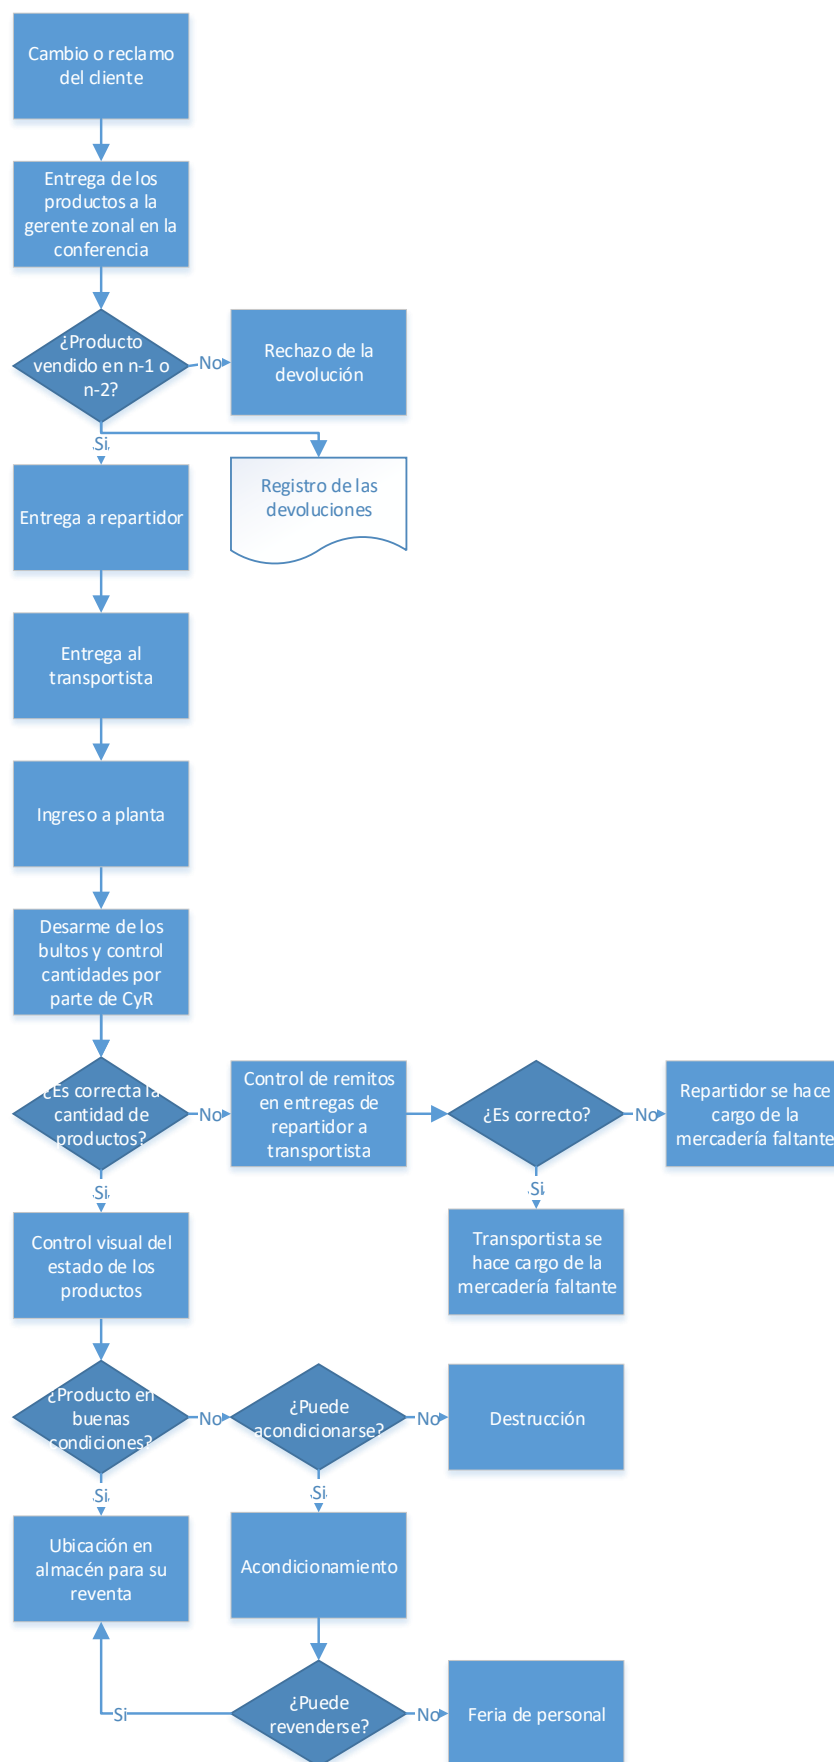 Cambio o reclamo
del cliente
Entrega de los
productos a la
gerente zonal en la
conferencia
¿Producto
vendido en n-1 o
n-2?
No
Rechazo de la
devolución
Si
Registro de las
devoluciones
Entrega a repartidor
Entrega al
transportista
Ingreso a planta
Desarme de los
bultos y control
cantidades por
parte de CyR
¿Es correcta la
cantidad de
productos?
No
Control de remitos
en entregas de
repartidor a
transportista
¿Es correcto?
No
Repartidor se hace
cargo de la
mercadería faltante
Si
Si
Control visual del
estado de los
productos
Transportista se
hace cargo de la
mercadería faltante
¿Producto en
buenas
condiciones?
No
¿Puede
acondicionarse?
No
Destrucción
Si
Si
Ubicación en
almacén para su
reventa
Acondicionamiento
Si
¿Puede
revenderse?
No
Feria de personal